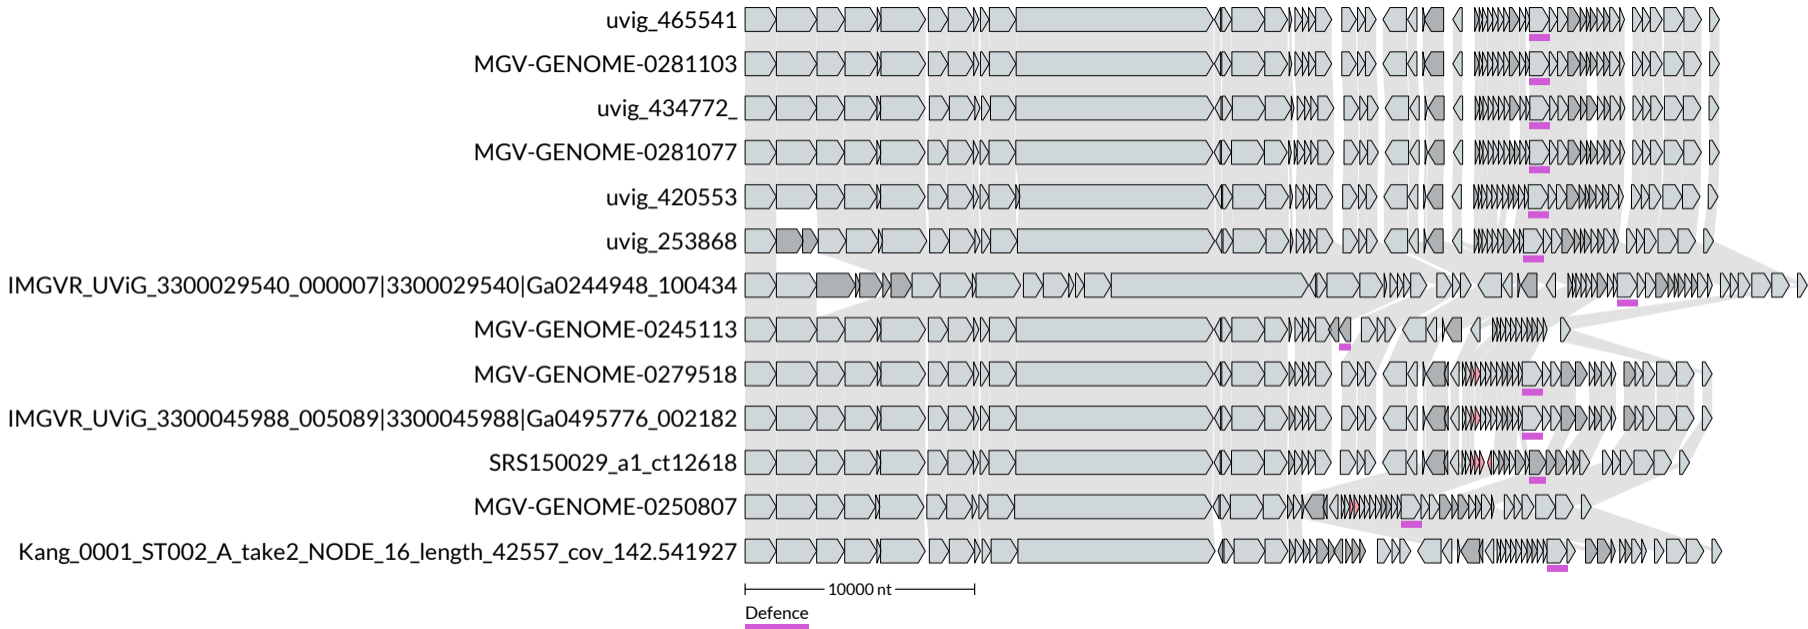 uvig_465541
MGV-GENOME-0281103
uvig_434772_
MGV-GENOME-0281077
uvig_420553
uvig_253868
IMGVR_UViG_3300029540_000007|3300029540|Ga0244948_100434
MGV-GENOME-0245113
MGV-GENOME-0279518
IMGVR_UViG_3300045988_005089|3300045988|Ga0495776_002182
SRS150029_a1_ct12618
MGV-GENOME-0250807
Kang_0001_ST002_A_take2_NODE_16_length_42557_cov_142.541927
10000 nt
Defence